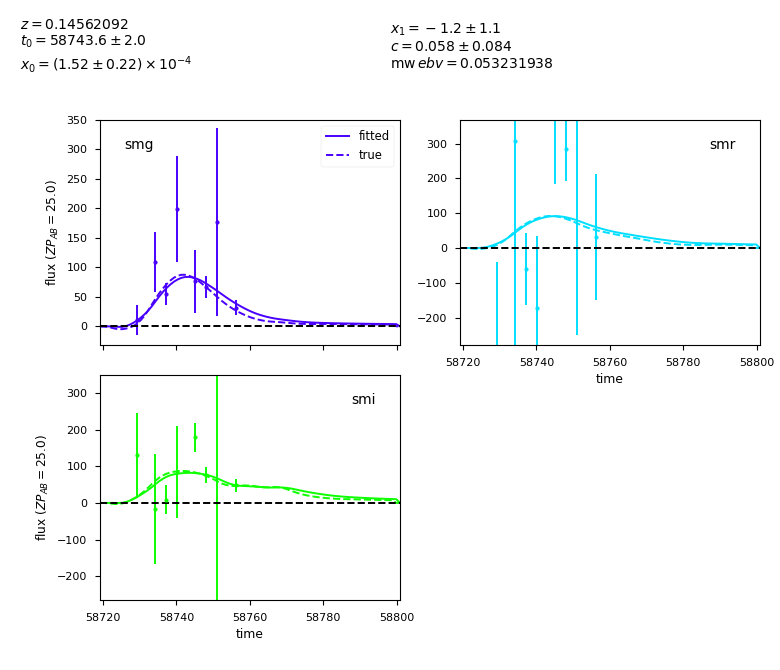 z = 0.14562092
t0 = 58743.6 ± 2.0
x0 = (1.52 ± 0.22) × 10^−4
x1 = −1.2 ± 1.1
c = 0.058 ± 0.084
mw ebv = 0.053231938
350
300
250
200
150
100
50
0
flux (ZP_AB = 25.0)
smg
fitted
true
300
200
100
0
−100
−200
smr
58720 58740 58760 58780 58800
time
300
200
100
0
−100
−200
flux (ZP_AB = 25.0)
smi
58720 58740 58760 58780 58800
time